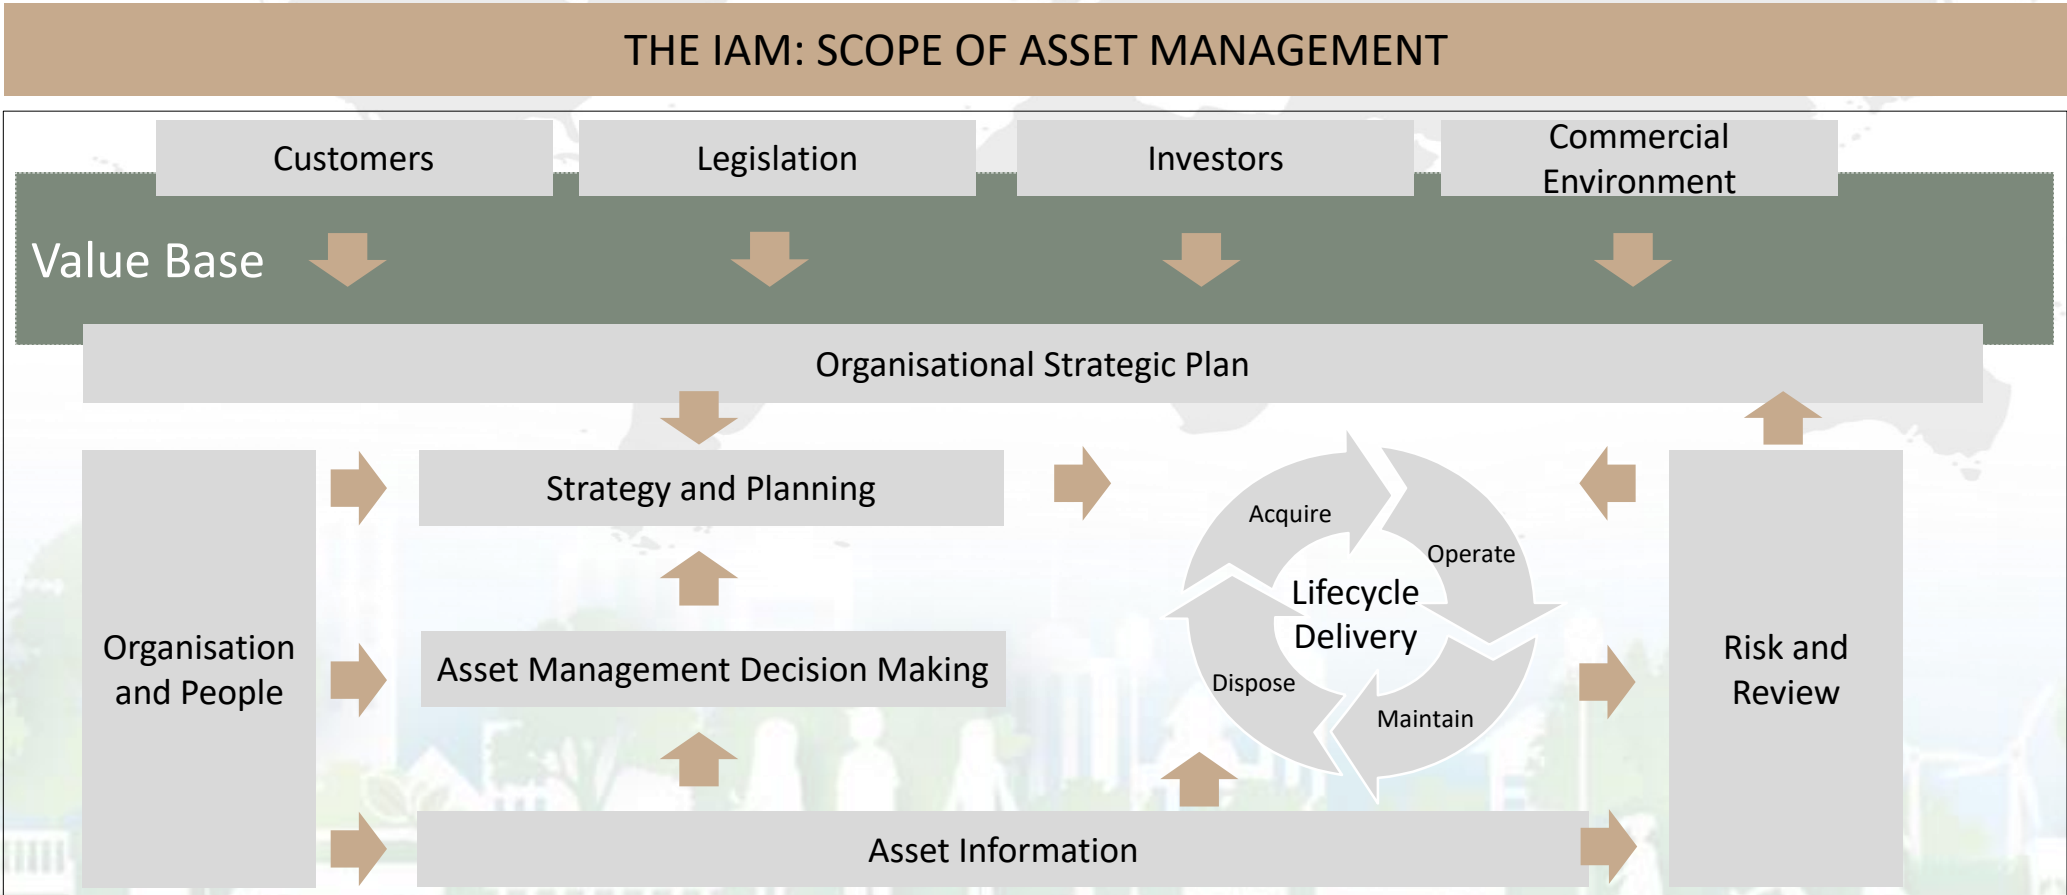 THE IAM: SCOPE OF ASSET MANAGEMENT
Customers
Legislation
Investors
Commercial
Environment
Value Base
Organisational Strategic Plan
Organisation
and People
Strategy and Planning
Asset Management Decision Making
Asset Information
Acquire
Operate
Lifecycle
Delivery
Dispose
Maintain
Risk and
Review